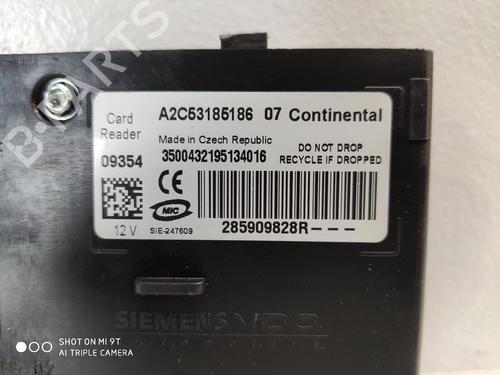 B-PARTS
Card Reader
A2C53185186 07 Continental
Made in Czech Republic
DO NOT DROP
RECYCLE IF DROPPED
09354
3500432195134016
CE
MIC
12 V
SIE-247609
285909828R---
SIEMENS VDO
Automotive
SHOT ON MI 9T
AI TRIPLE CAMERA